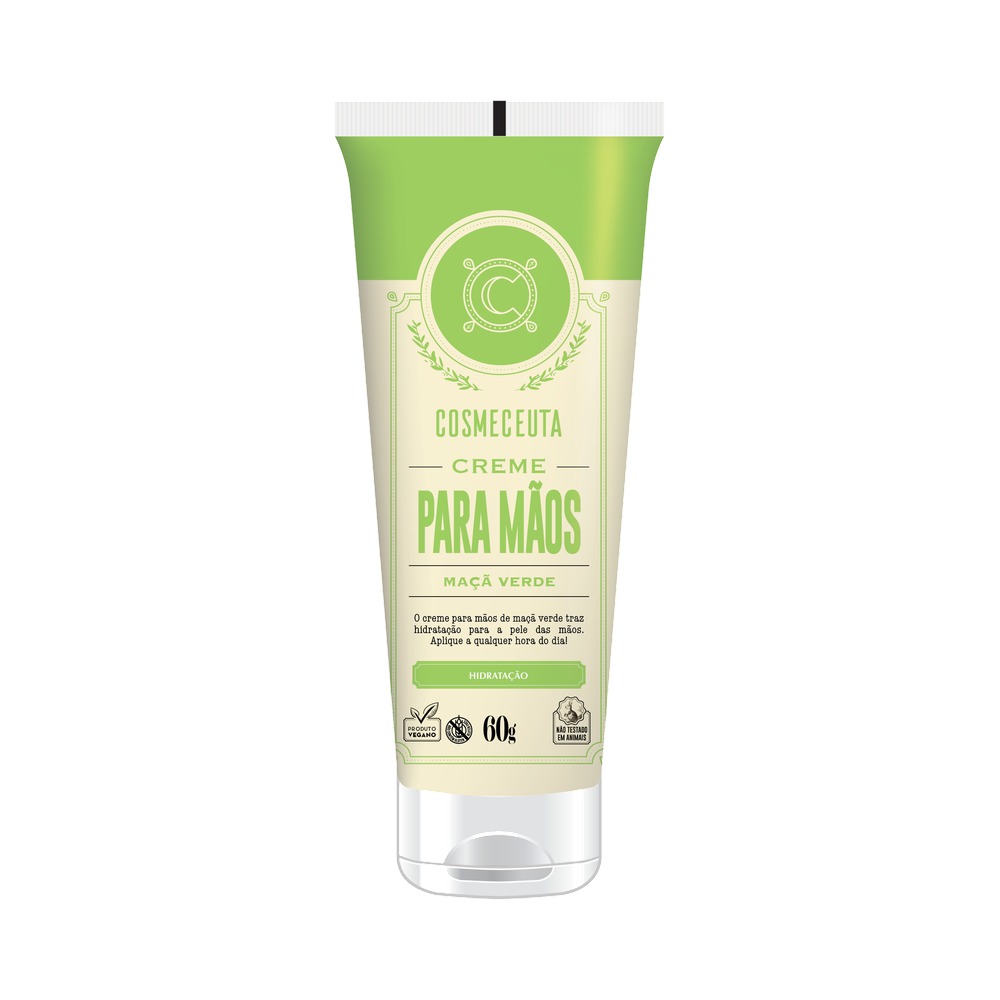 C
COSMECEUTA
CREME
PARA MÃOS
MAÇÃ VERDE
O creme para mãos de maçã verde traz
hidratação para a pele das mãos.
Aplique a qualquer hora do dia!
HIDRATAÇÃO
PRODUTO
VEGANO
60g
NÃO TESTADO
EM ANIMAIS